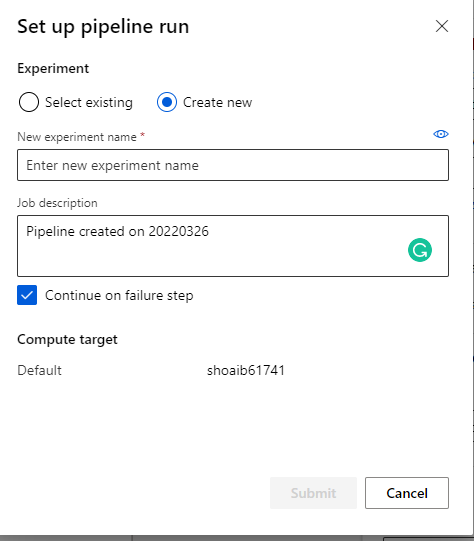 Set up pipeline run
Experiment
Select existing Create new
New experiment name *
Enter new experiment name
Job description
Pipeline created on 20220326
Continue on failure step
Compute target
Default shoaib61741
Submit Cancel